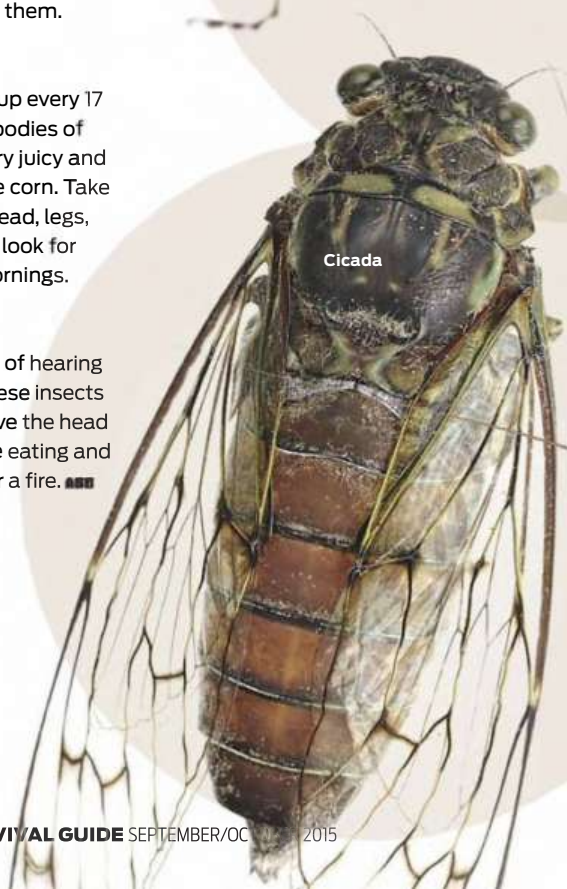 them.
up every 17
bodies of
ry juicy and
e corn. Take
ead, legs,
look for
ornings.
of hearing
ese insects
ve the head
e eating and
r a fire.
Cicada
VIVAL GUIDE SEPTEMBER/OC 2015